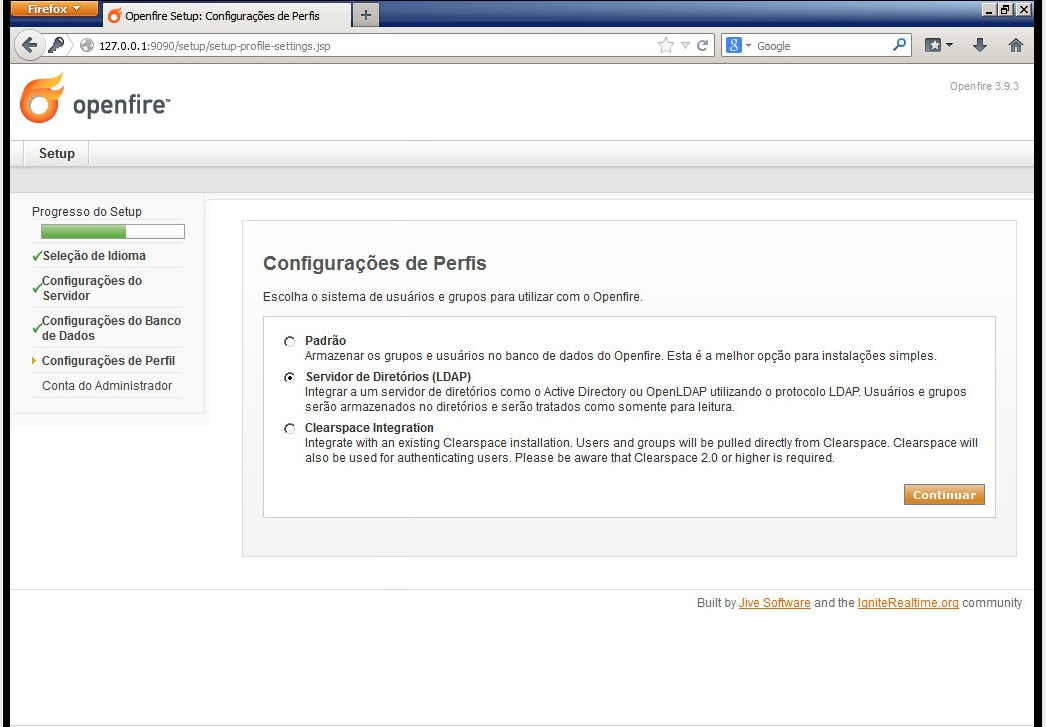 Firefox
Openfire Setup: Configurações de Perfis
127.0.0.1:9090/setup/setup-profile-settings.jsp
8
Google
openfire™
Openfire 3.9.3
Setup
Progresso do Setup
Seleção de Idioma
Configurações do
Servidor
Configurações do Banco
de Dados
Configurações de Perfil
Conta do Administrador
Configurações de Perfis
Escolha o sistema de usuários e grupos para utilizar com o Openfire.
Padrão
Armazenar os grupos e usuários no banco de dados do Openfire. Esta é a melhor opção para instalações simples.
Servidor de Diretórios (LDAP)
Integrar a um servidor de diretórios como o Active Directory ou OpenLDAP utilizando o protocolo LDAP. Usuários e grupos
serão armazenados no diretórios e serão tratados como somente para leitura.
Clearspace Integration
Integrate with an existing Clearspace installation. Users and groups will be pulled directly from Clearspace. Clearspace will
also be used for authenticating users. Please be aware that Clearspace 2.0 or higher is required.
Continuar
Built by Jive Software and the IgniteRealtime.org community